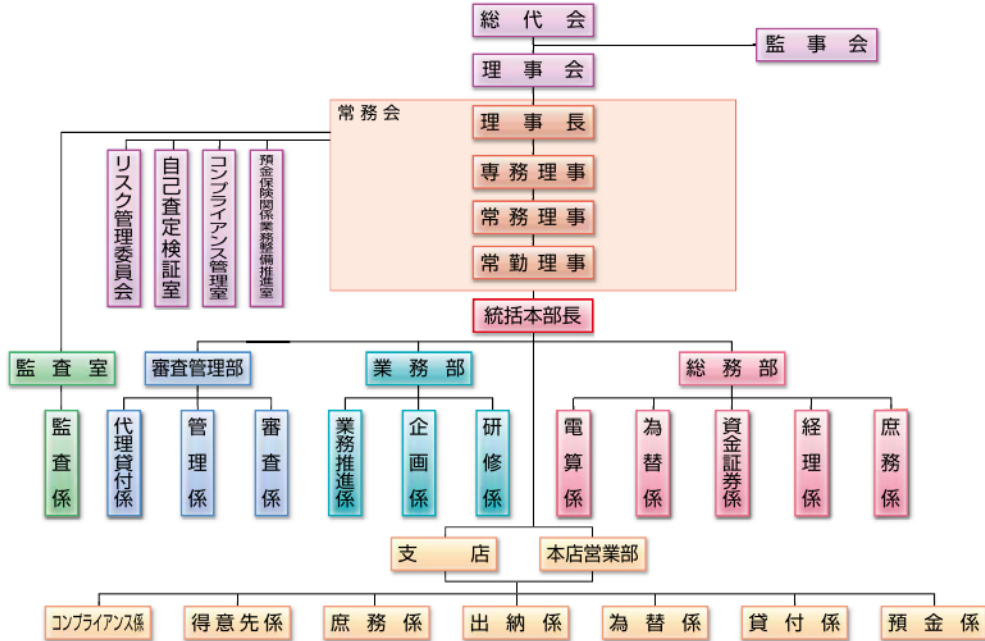 総代会
監事会
理事会
常務会
理事長
専務理事
常務理事
常勤理事
リスク管理委員会
自己査定検証室
コンプライアンス管理室
預金保険関係業務整備推進室
統括本部長
監査室
審査管理部
業務部
総務部
監査係
代理貸付係
管理係
審査係
業務推進係
企画係
研修係
電算係
為替係
資金証券係
経理係
庶務係
支店
本店営業部
コンプライアンス係
得意先係
庶務係
出納係
為替係
貸付係
預金係